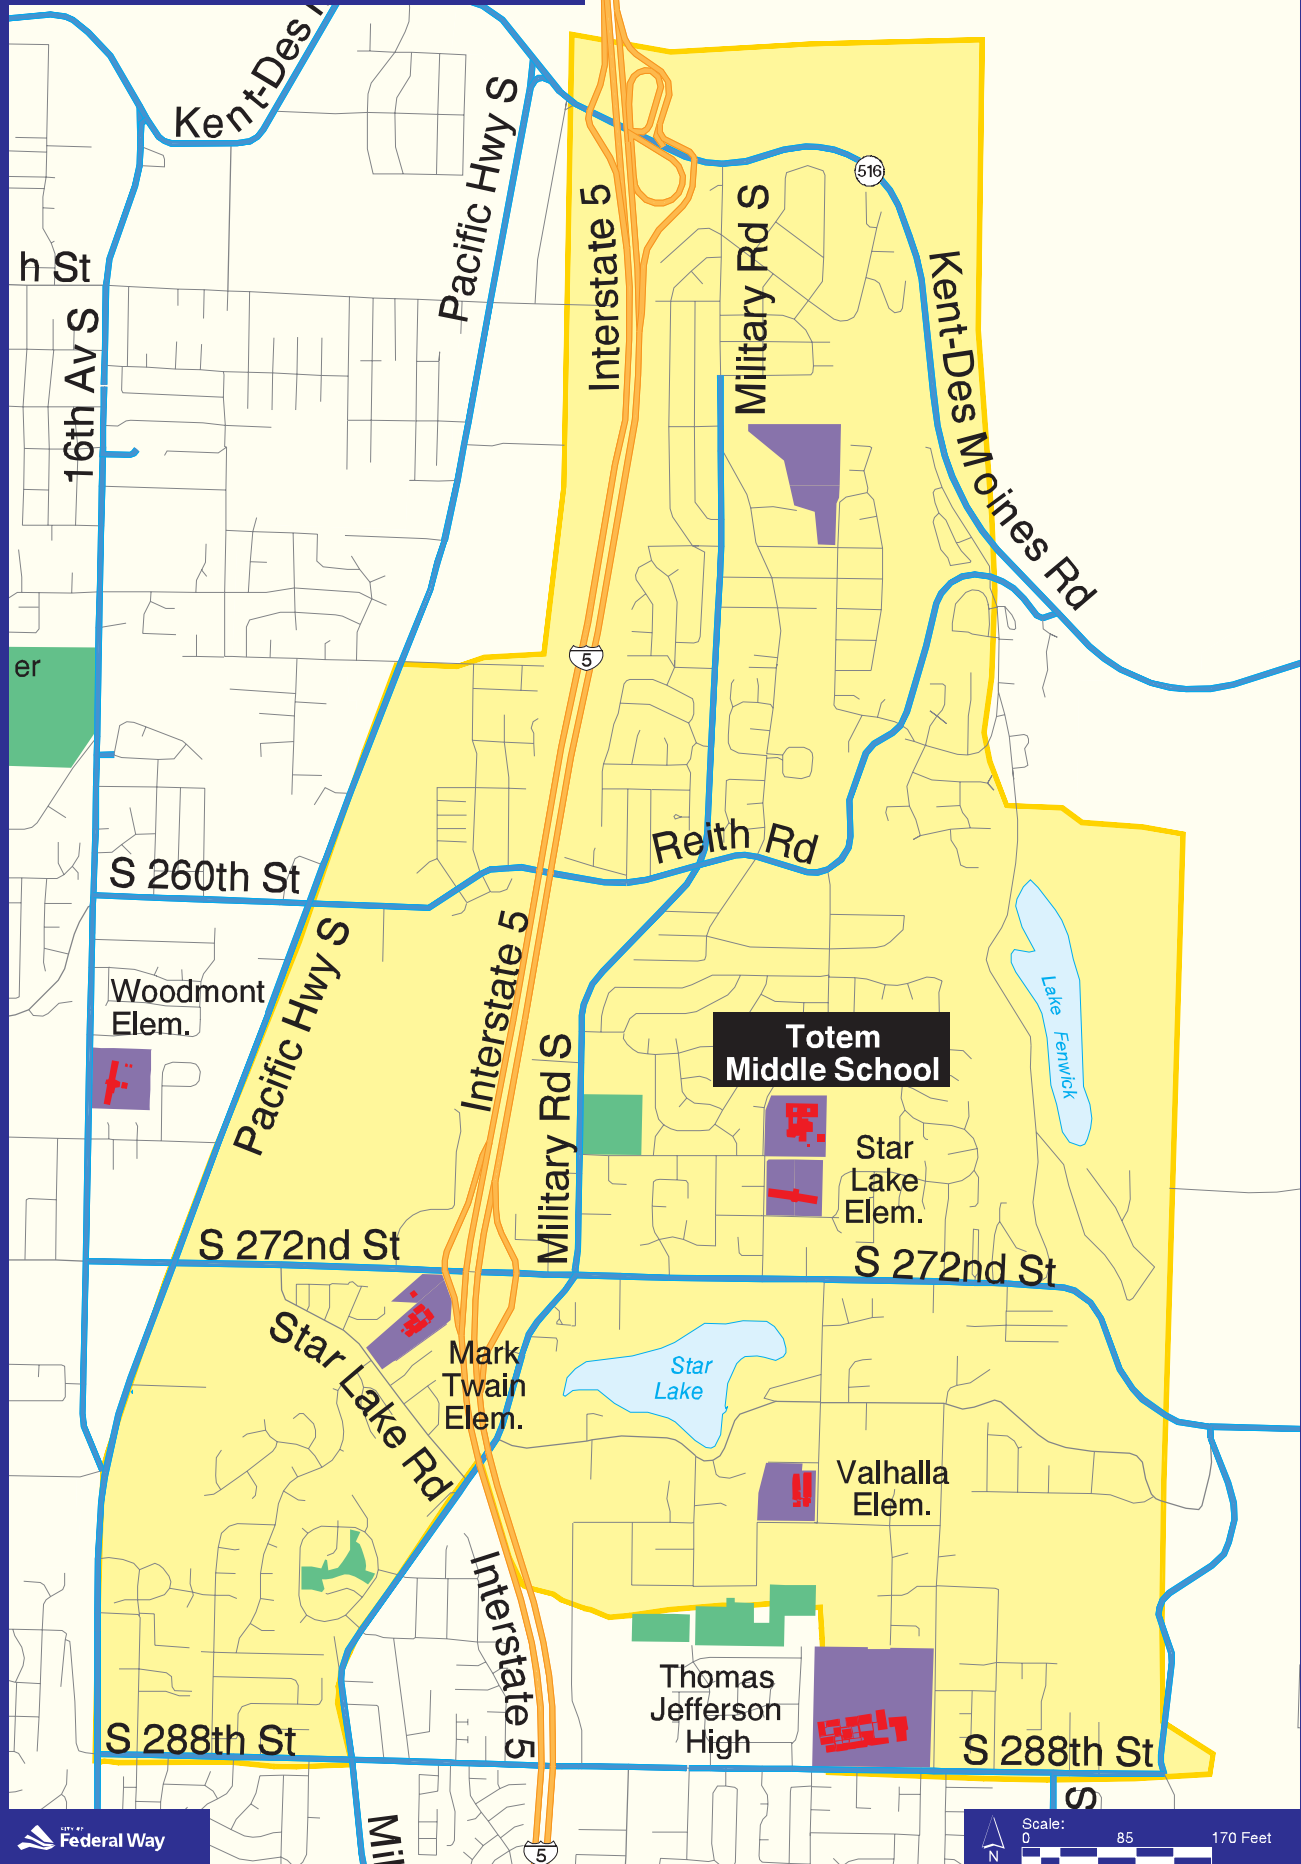 Kent-Des
Pacific Hwy S
516
Interstate 5
Military Rd S
h St
Kent-Des Moines Rd
16th Av S
5
er
Reith Rd
S 260th St
Interstate 5
Pacific Hwy S
Woodmont
Elem.
Lake Fenwick
Totem
Middle School
Military Rd S
Star
Lake
Elem.
S 272nd St
S 272nd St
Star Lake Rd
Mark
Twain
Elem.
Star
Lake
Valhalla
Elem.
Interstate 5
Thomas
Jefferson
High
S 288th St
S 288th St
S
Mil
5
CITY OF
Federal Way
N
Scale:
0 85 170 Feet